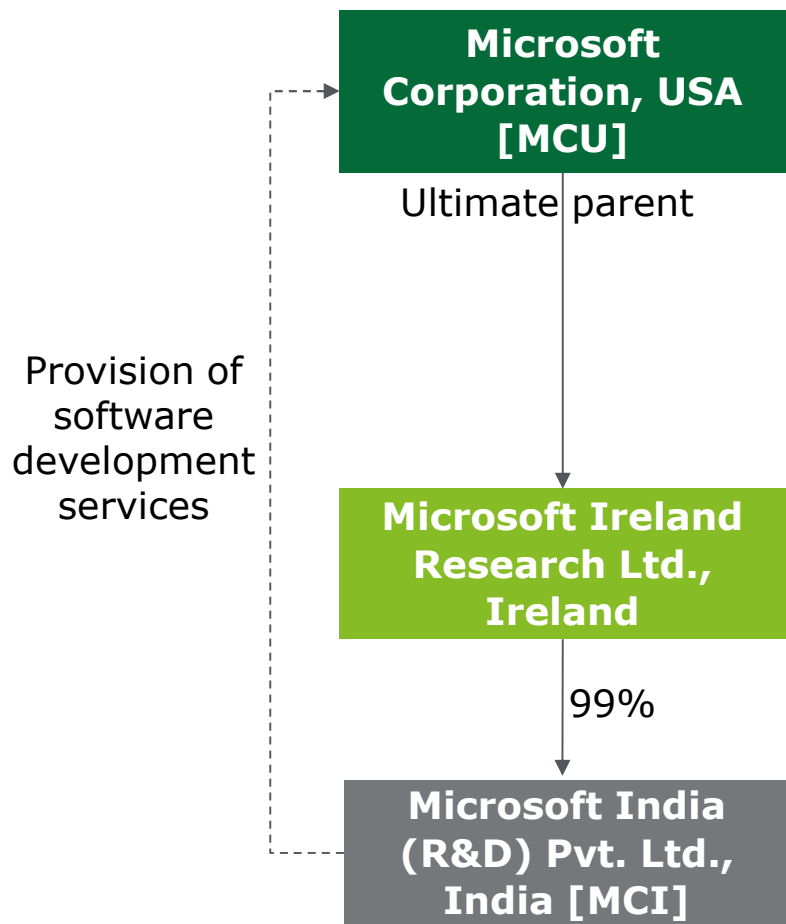 Microsoft
Corporation, USA
[MCU]
Ultimate parent
Provision of
software
development
services
Microsoft Ireland
Research Ltd.,
Ireland
99%
Microsoft India
(R&D) Pvt. Ltd.,
India [MCI]